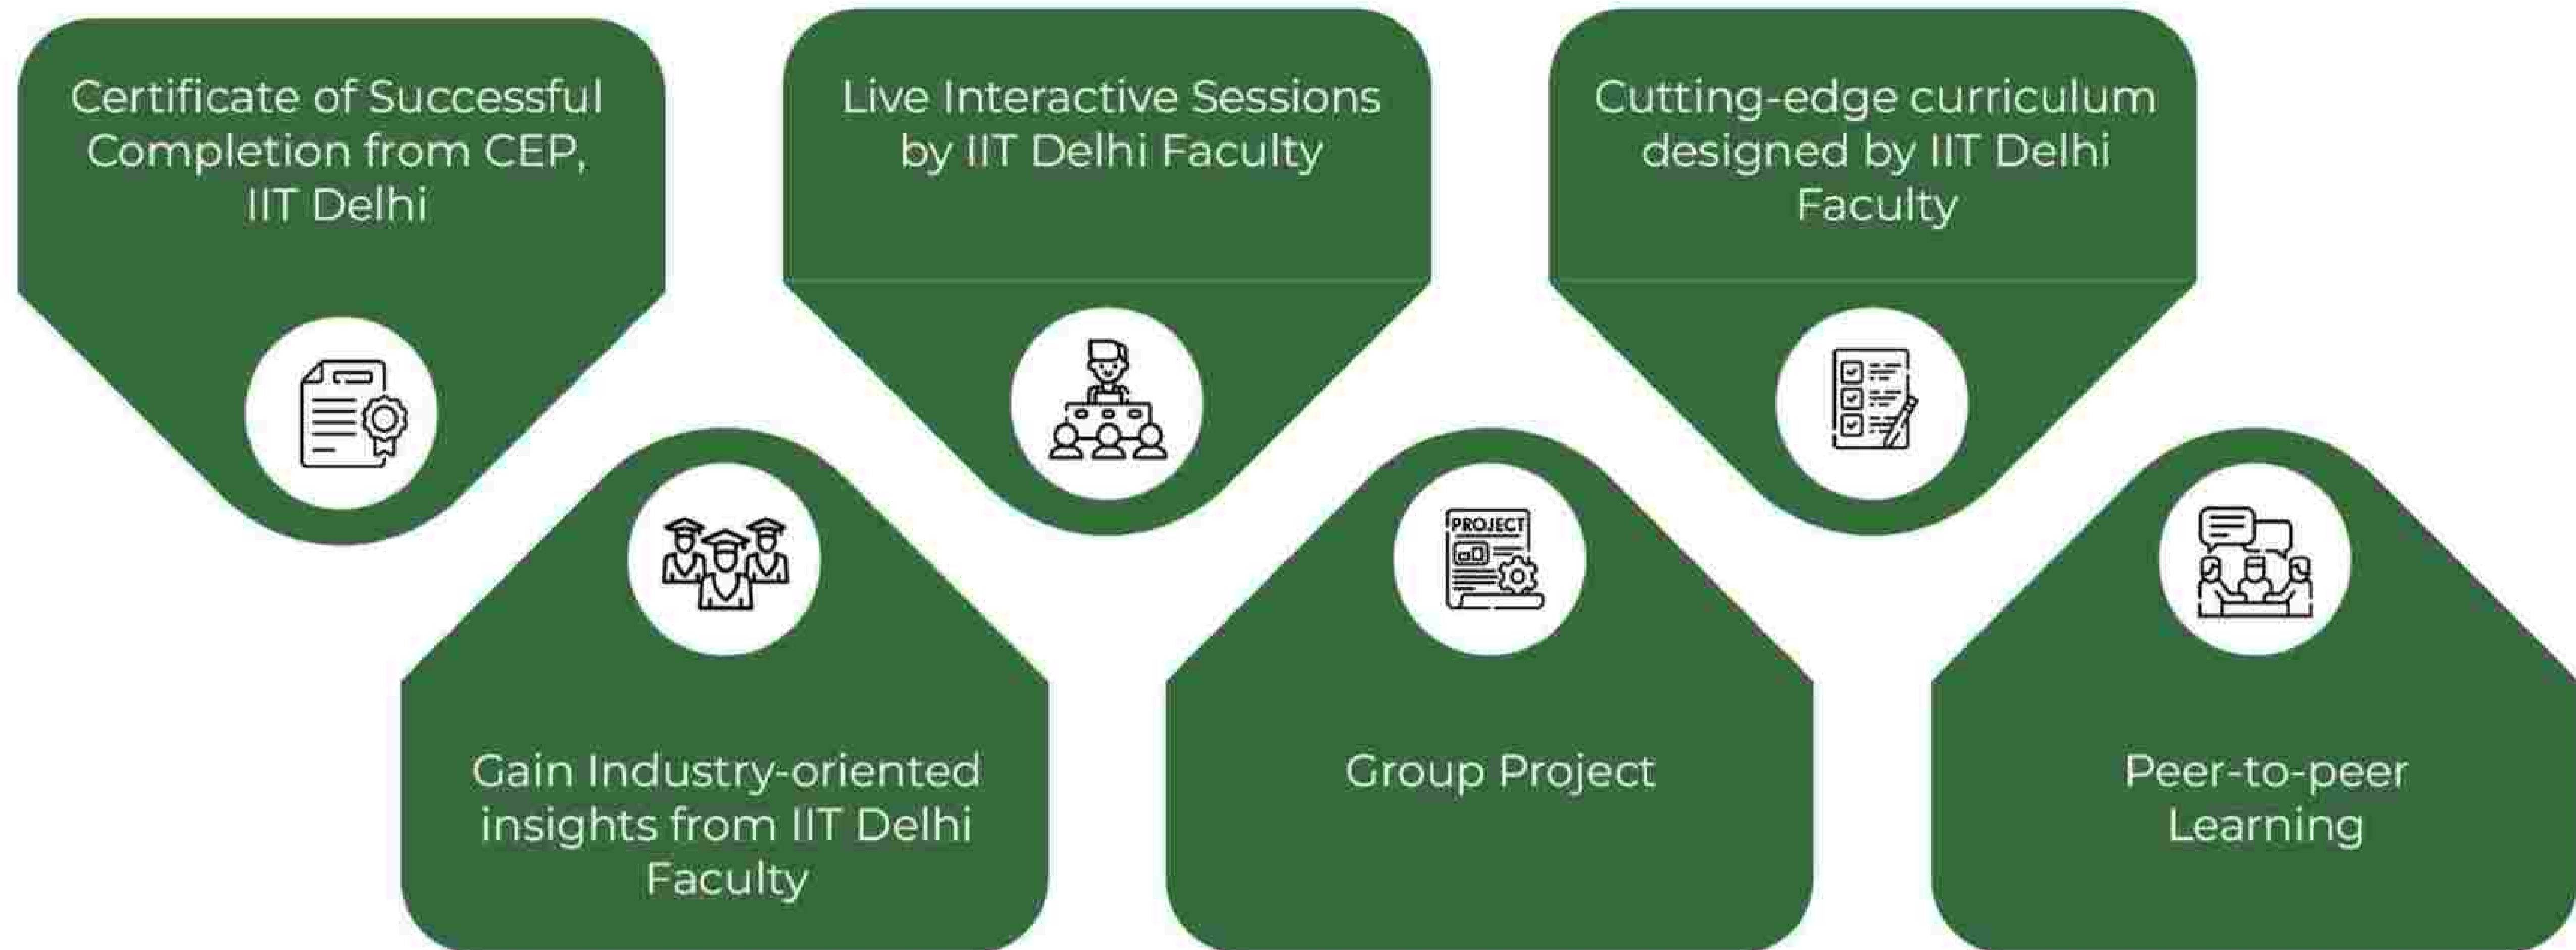 Certificate of Successful
Completion from CEP,
IIT Delhi
Live Interactive Sessions
by IIT Delhi Faculty
Cutting-edge curriculum
designed by IIT Delhi
Faculty
PROJECT
Gain Industry-oriented
insights from IIT Delhi
Faculty
Group Project
Peer-to-peer
Learning